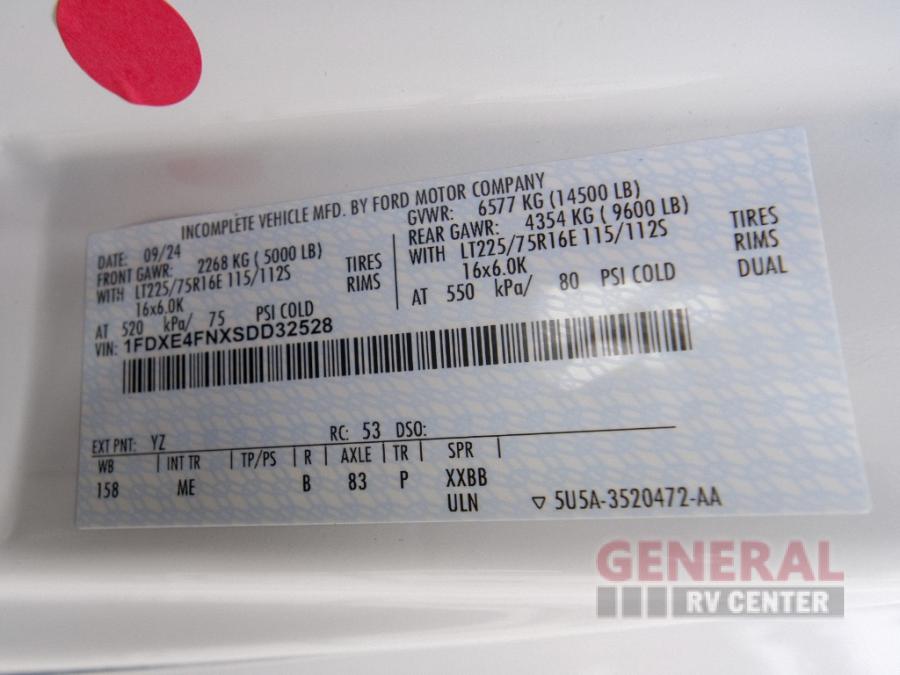 INCOMPLETE VEHICLE MFD. BY FORD MOTOR COMPANY
DATE: 09/24
FRONT GAWR: 2268 KG ( 5000 LB)
WITH LT225/75R16E 115/112S TIRES
16x6.0K RIMS
AT 520 kPa/ 75 PSI COLD
GVWR: 6577 KG (14500 LB)
REAR GAWR: 4354 KG ( 9600 LB)
WITH LT225/75R16E 115/112S TIRES
16x6.0K RIMS
AT 550 kPa/ 80 PSI COLD DUAL
VIN: 1FDXE4FNXSDD32528
EXT PNT: YZ RC: 53 DSO:
WB INT TR TP/PS R AXLE TR SPR
158 ME B 83 P XXBB
ULN ▽ 5U5A-3520472-AA
GENERAL
RV CENTER